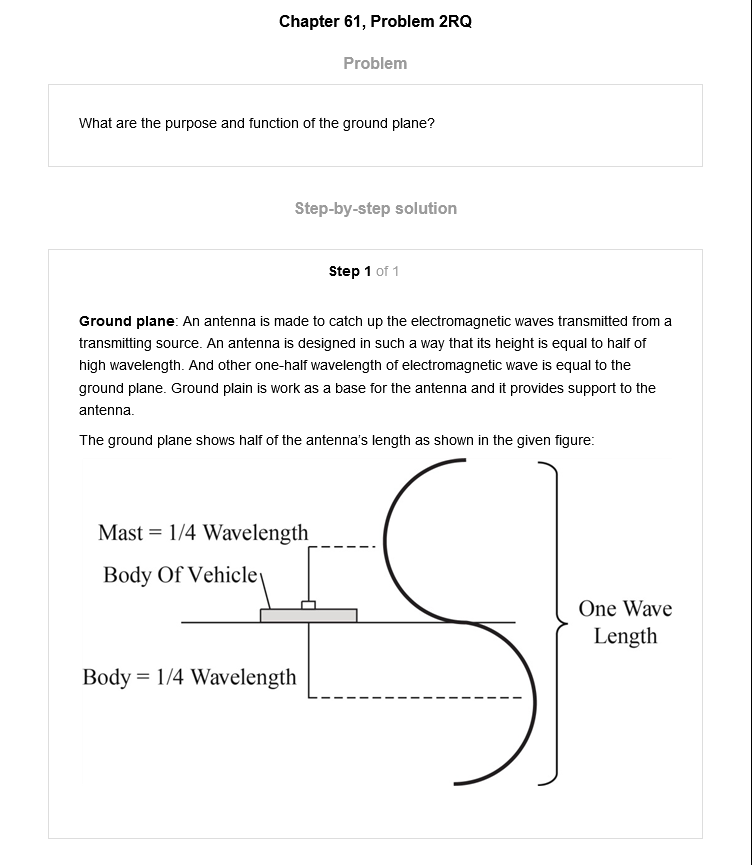 Chapter 61, Problem 2RQ
Problem
What are the purpose and function of the ground plane?
Step-by-step solution
Step 1 of 1
Ground plane: An antenna is made to catch up the electromagnetic waves transmitted from a
transmitting source. An antenna is designed in such a way that its height is equal to half of
high wavelength. And other one-half wavelength of electromagnetic wave is equal to the
ground plane. Ground plain is work as a base for the antenna and it provides support to the
antenna.
The ground plane shows half of the antenna's length as shown in the given figure:
Mast = 1/4 Wavelength
Body Of Vehicle
One Wave
Length
Body = 1/4 Wavelength